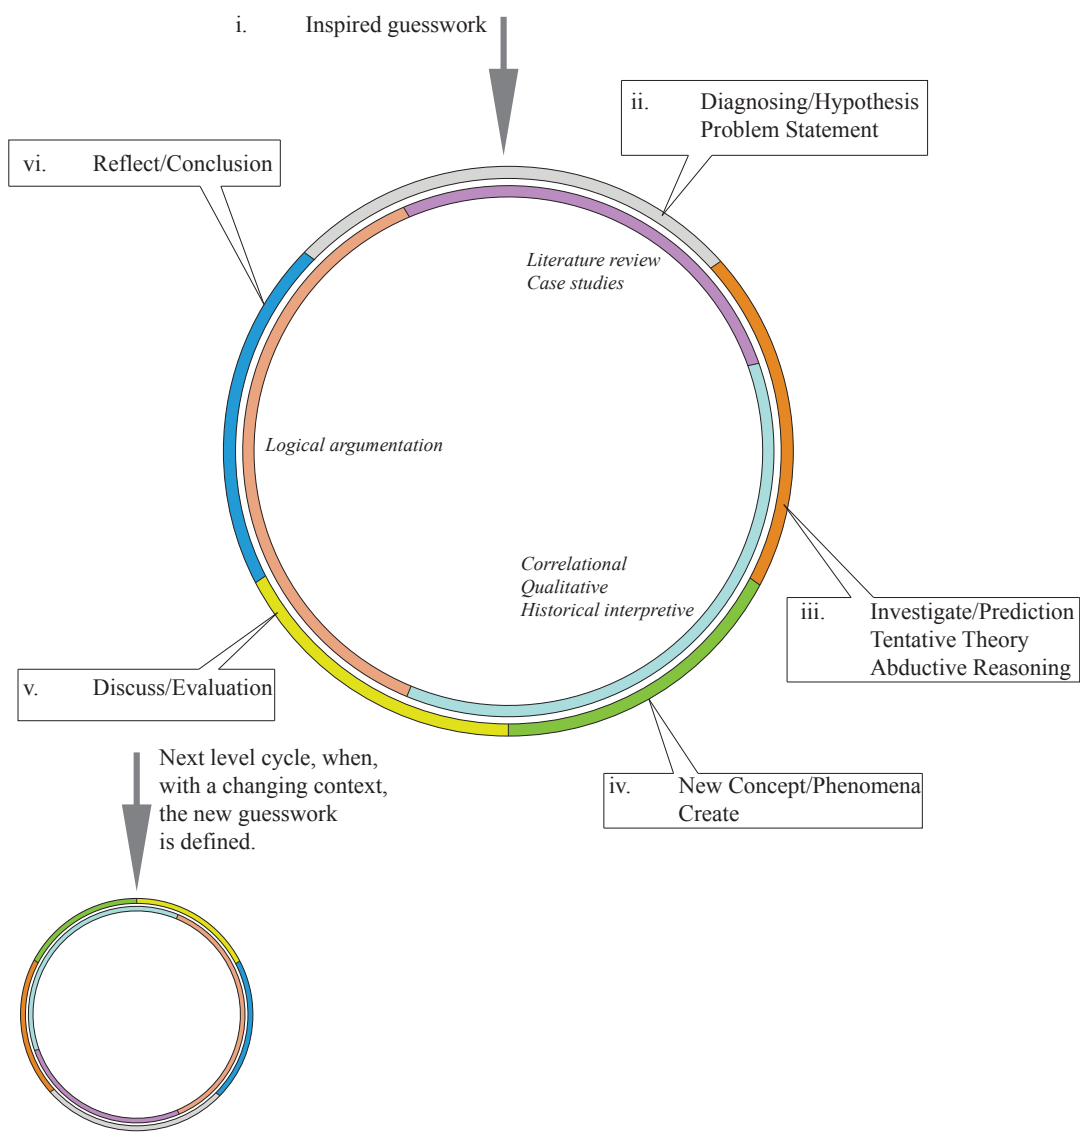 i. Inspired guesswork
ii. Diagnosing/Hypothesis
Problem Statement
vi. Reflect/Conclusion
Literature review
Case studies
Logical argumentation
Correlational
Qualitative
Historical interpretive
iii. Investigate/Prediction
Tentative Theory
Abductive Reasoning
v. Discuss/Evaluation
iv. New Concept/Phenomena
Create
Next level cycle, when,
with a changing context,
the new guesswork
is defined.